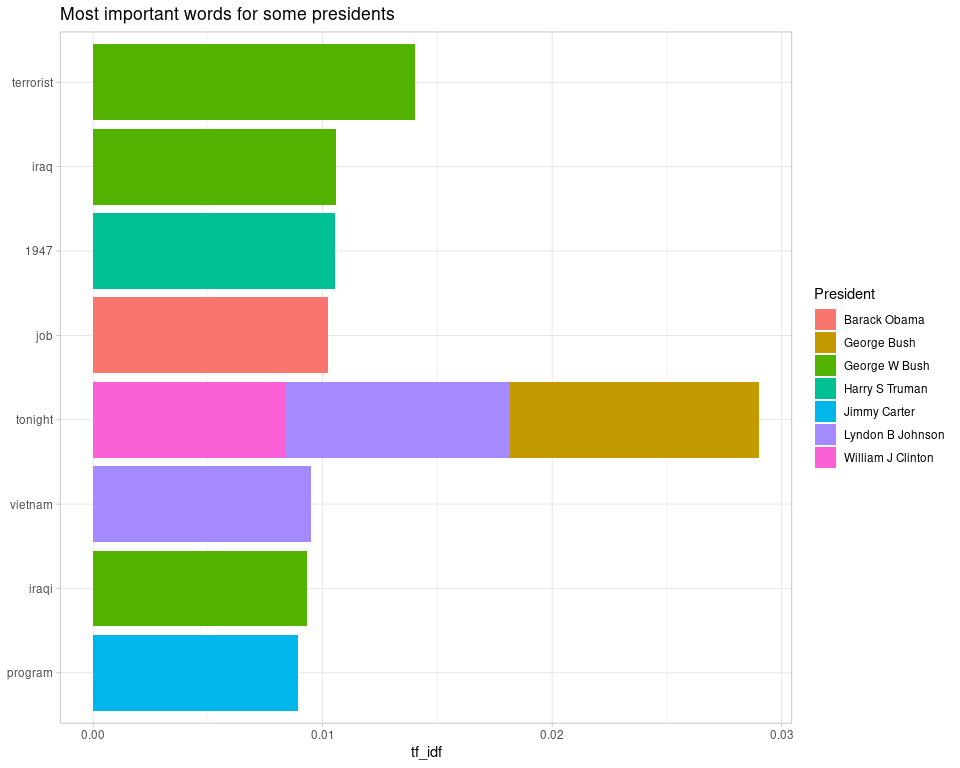 Most important words for some presidents
terrorist
iraq
1947
job
tonight
vietnam
iraqi
program
0.00 0.01 0.02 0.03
tf_idf
President
Barack Obama
George Bush
George W Bush
Harry S Truman
Jimmy Carter
Lyndon B Johnson
William J Clinton